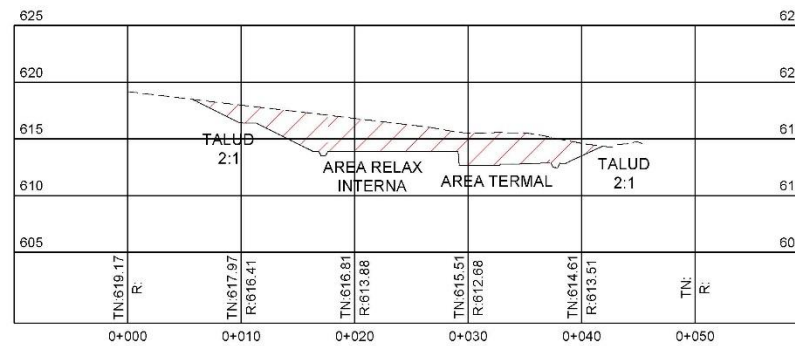 625
62
620
62
615
61
TALUD
2:1
AREA RELAX
INTERNA
AREA TERMAL
TALUD
2:1
610
61
605
60
TN:619.17
R:
TN:617.97
R:616.41
TN:616.81
R:613.88
TN:615.51
R:612.68
TN:614.61
R:613.51
TN:
R:
0+000
0+010
0+020
0+030
0+040
0+050